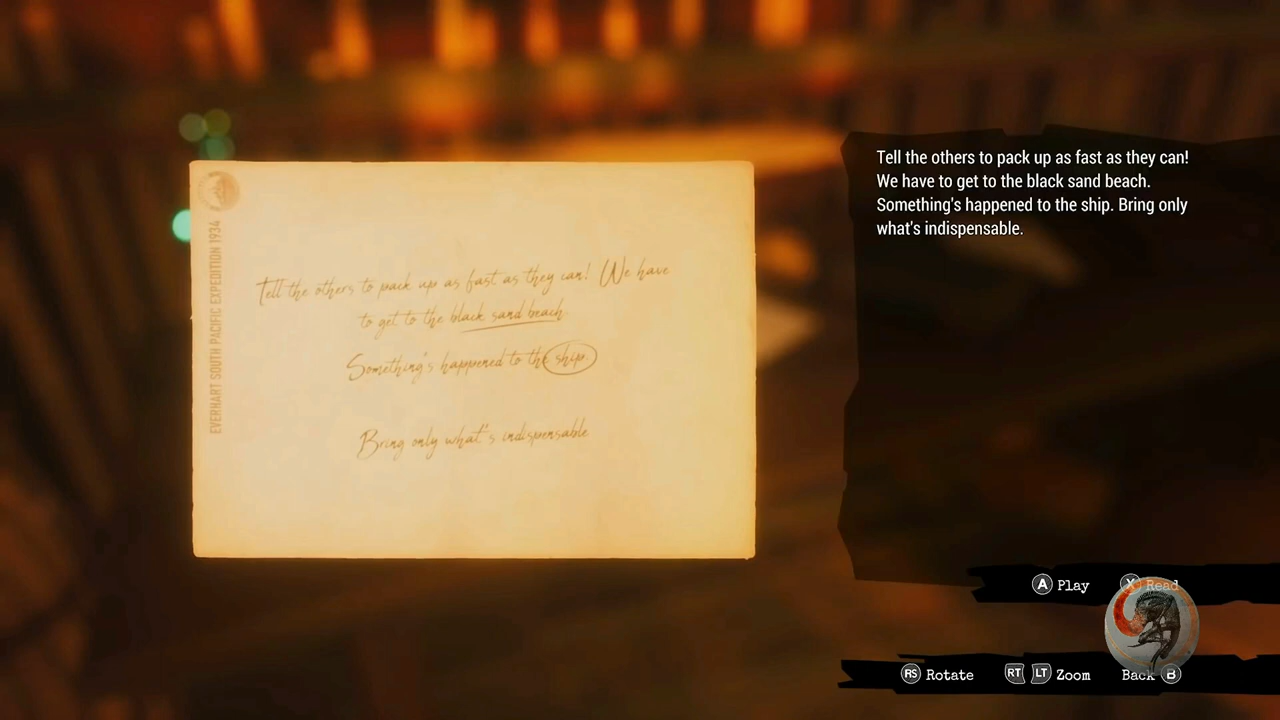 EVERHART SOUTH PACIFIC EXPEDITION 1934
Tell the others to pack up as fast as they can! We have
to get to the black sand beach.
Something's happened to the ship.
Bring only what's indispensable
Tell the others to pack up as fast as they can!
We have to get to the black sand beach.
Something's happened to the ship. Bring only
what's indispensable.
A Play X Read
RS Rotate RT LT Zoom Back B